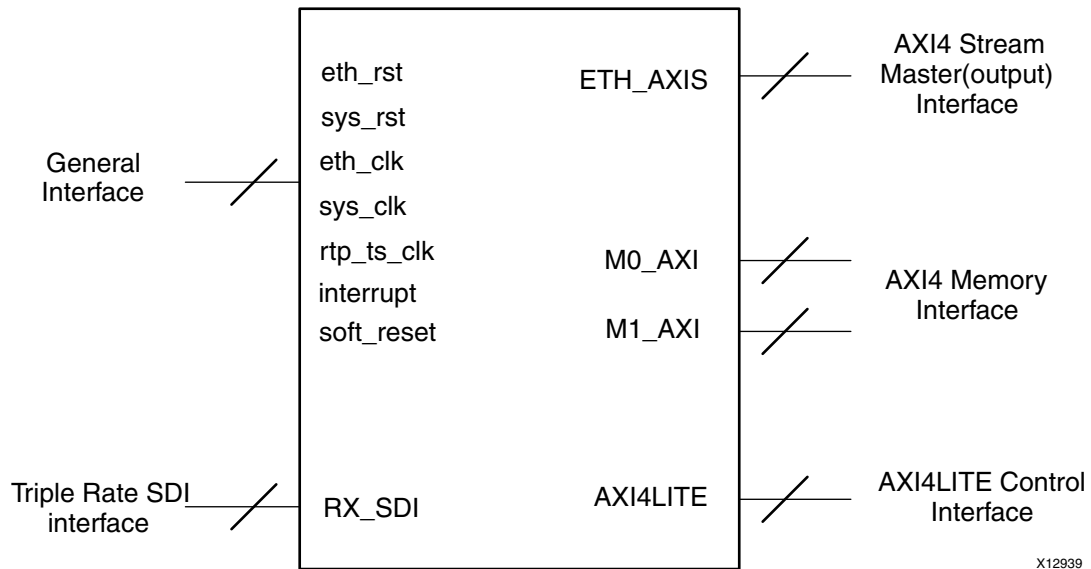 General
Interface
Triple Rate SDI
interface
eth_rst
sys_rst
eth_clk
sys_clk
rtp_ts_clk
interrupt
soft_reset
RX_SDI
ETH_AXIS
M0_AXI
M1_AXI
AXI4LITE
AXI4 Stream
Master(output)
Interface
AXI4 Memory
Interface
AXI4LITE Control
Interface
X12939